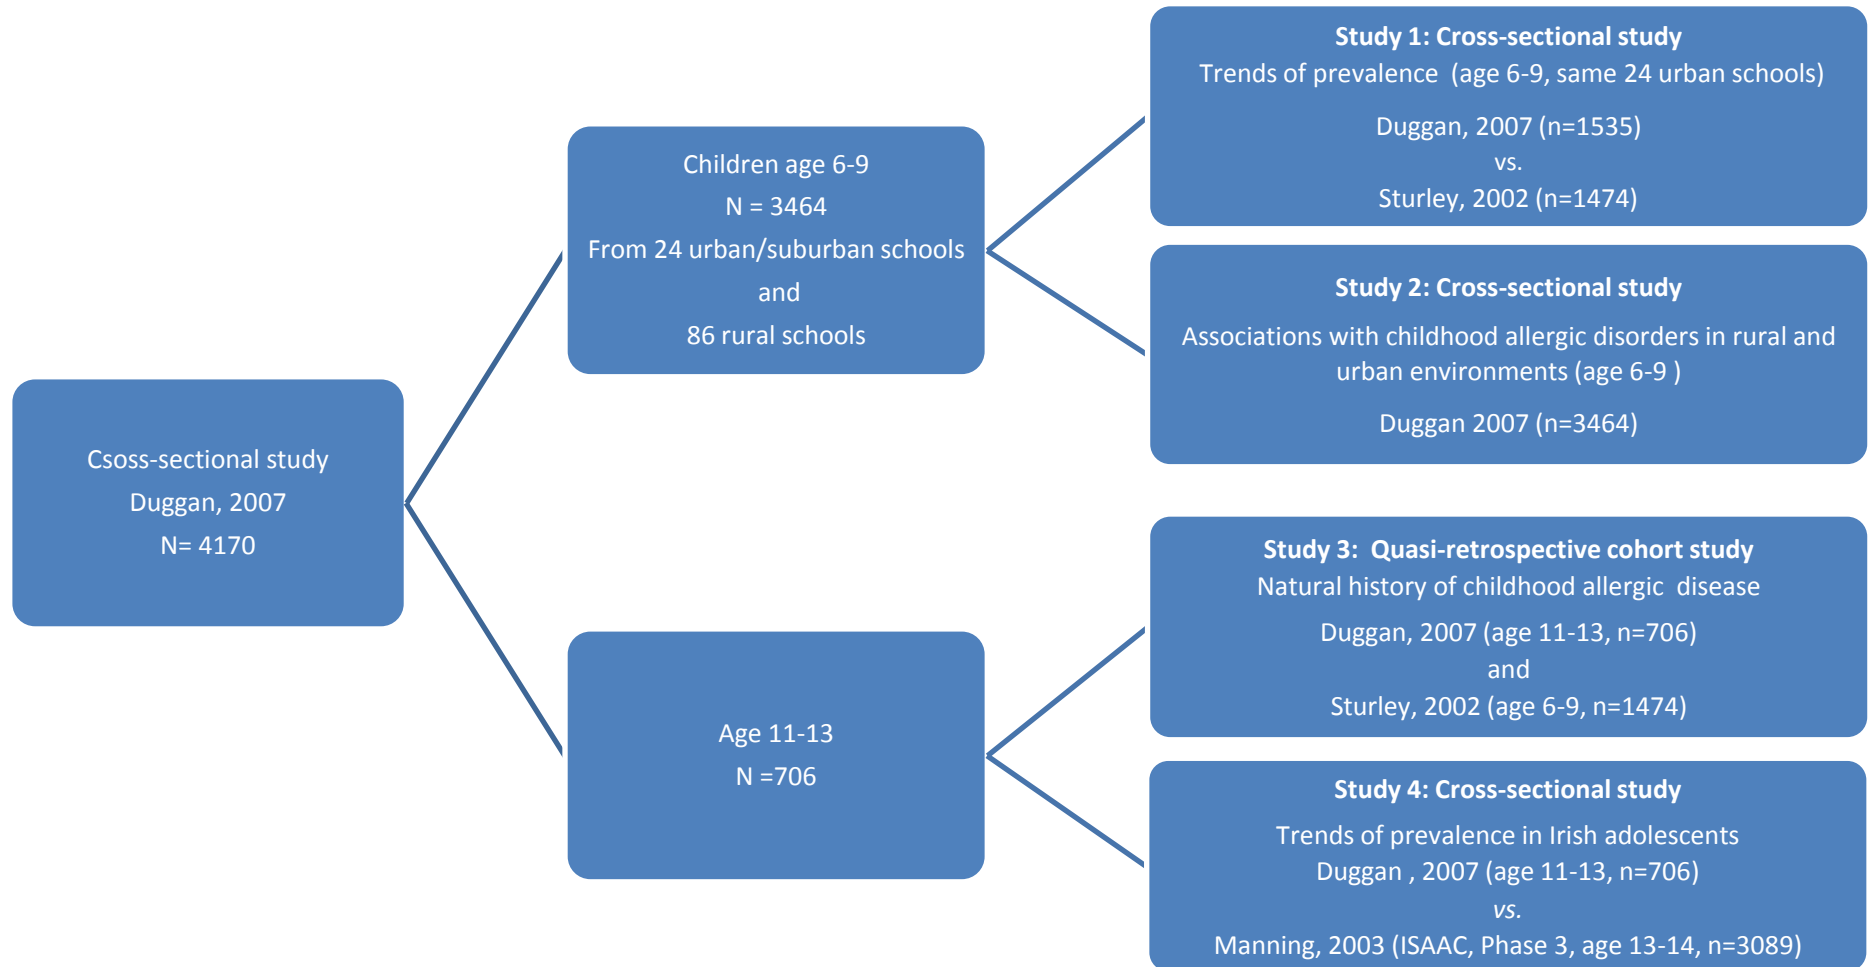 Csoss-sectional study
Duggan, 2007
N= 4170
Children age 6-9
N = 3464
From 24 urban/suburban schools
and
86 rural schools
Age 11-13
N =706
Study 1: Cross-sectional study
Trends of prevalence (age 6-9, same 24 urban schools)
Duggan, 2007 (n=1535)
vs.
Sturley, 2002 (n=1474)
Study 2: Cross-sectional study
Associations with childhood allergic disorders in rural and
urban environments (age 6-9 )
Duggan 2007 (n=3464)
Study 3: Quasi-retrospective cohort study
Natural history of childhood allergic disease
Duggan, 2007 (age 11-13, n=706)
and
Sturley, 2002 (age 6-9, n=1474)
Study 4: Cross-sectional study
Trends of prevalence in Irish adolescents
Duggan , 2007 (age 11-13, n=706)
vs.
Manning, 2003 (ISAAC, Phase 3, age 13-14, n=3089)